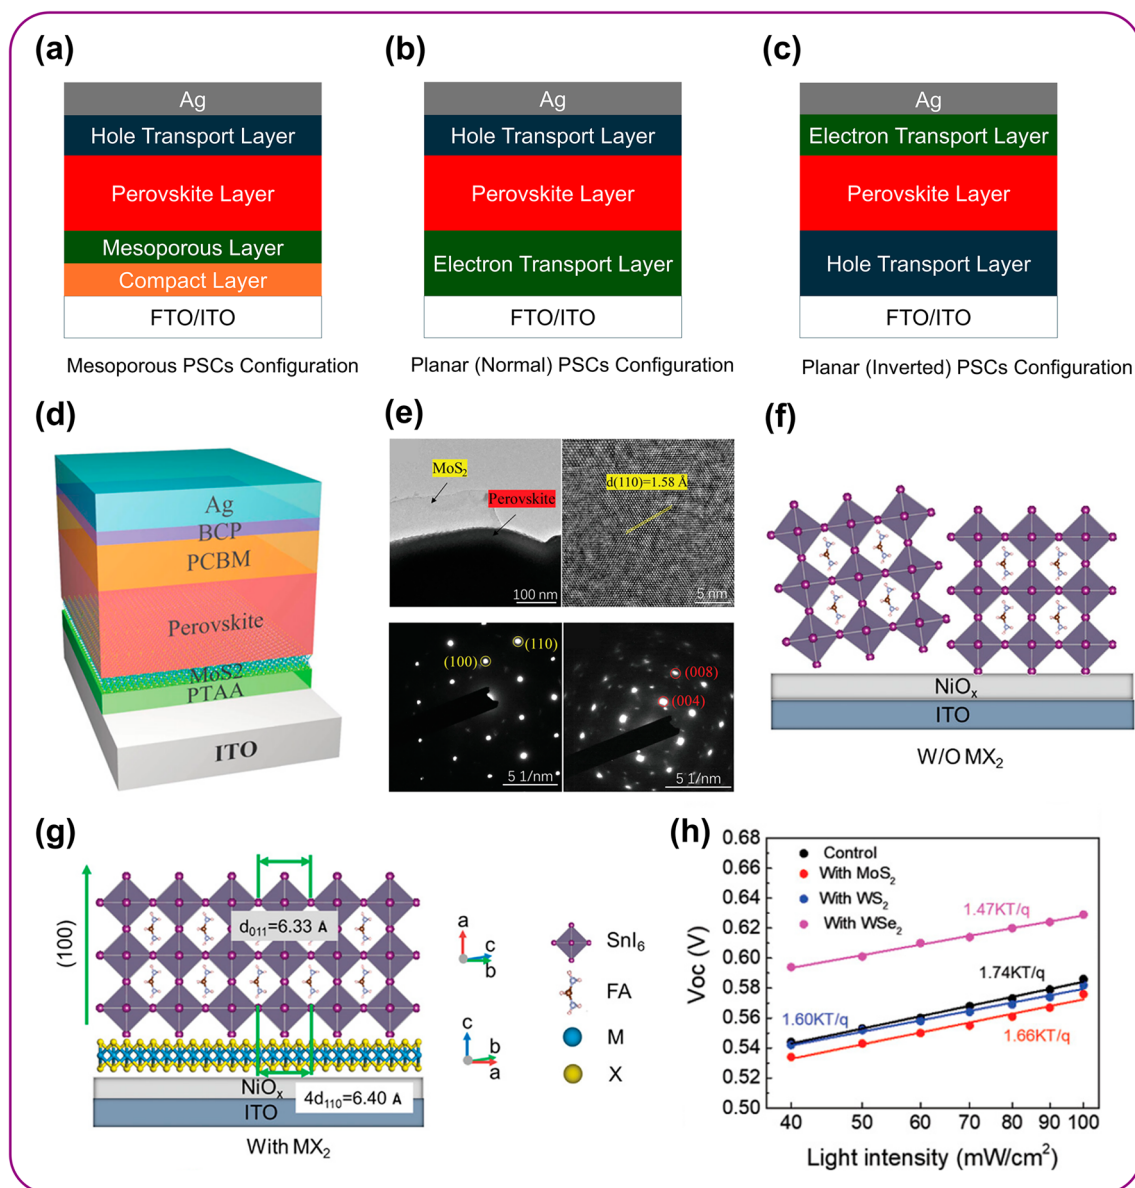 (a)
Ag
Hole Transport Layer
Perovskite Layer
Mesoporous Layer
Compact Layer
FTO/ITO
Mesoporous PSCs Configuration
(b)
Ag
Hole Transport Layer
Perovskite Layer
Electron Transport Layer
FTO/ITO
Planar (Normal) PSCs Configuration
(c)
Ag
Electron Transport Layer
Perovskite Layer
Hole Transport Layer
FTO/ITO
Planar (Inverted) PSCs Configuration
(d)
Ag
BCP
PCBM
Perovskite
MoS2
PTAA
ITO
(e)
MoS₂
Perovskite
100 nm
d(110)=1.58 Å
5 nm
(110)
(100)
5 1/nm
(008)
(004)
5 1/nm
(f)
NiOₓ
ITO
W/O MX₂
(g)
(100)
d₀₁₁=6.33 Å
NiOₓ
4d₁₁₀=6.40 Å
ITO
With MX₂
a
c
b
c
b
a
SnI₆
FA
M
X
(h)
Voc (V)
0.68
0.66
0.64
0.62
0.60
0.58
0.56
0.54
0.52
0.50
Control
With MoS₂
With WS₂
With WSe₂
1.47KT/q
1.74KT/q
1.60KT/q
1.66KT/q
40 50 60 70 80 90 100
Light intensity (mW/cm²)